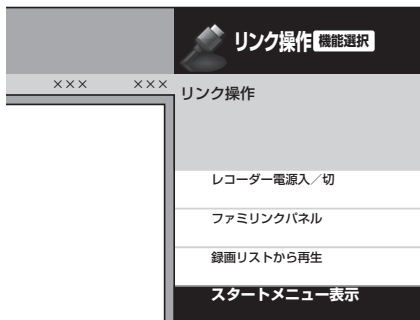 リンク操作 機能選択
××× ×××
リンク操作
レコーダー電源入／切
ファミリンクパネル
録画リストから再生
スタートメニュー表示